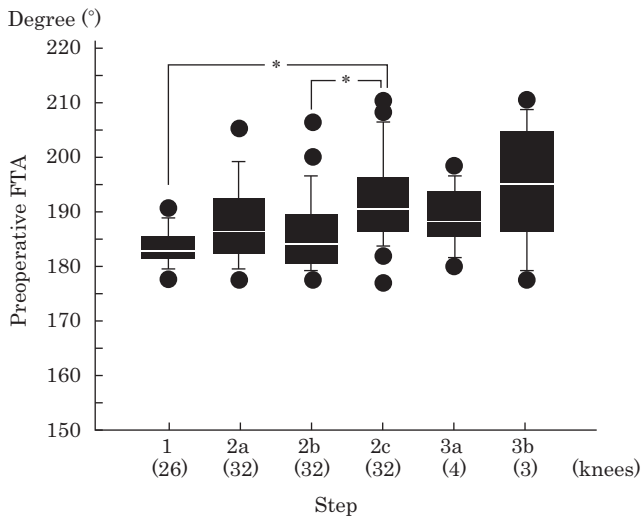 Degree (°)
220
210
200
190
180
170
160
150
Preoperative FTA
*
*
1 2a 2b 2c 3a 3b
(26) (32) (32) (32) (4) (3) (knees)
Step